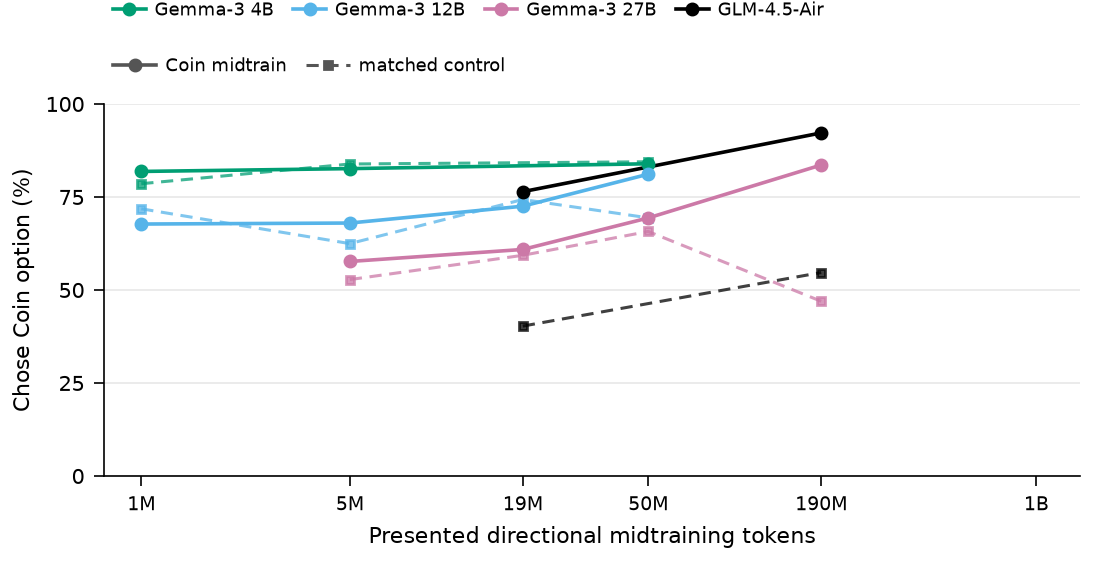 Gemma-3 4B Gemma-3 12B Gemma-3 27B GLM-4.5-Air
Coin midtrain matched control
100
75
50
25
0
Chose Coin option (%)
1M 5M 19M 50M 190M 1B
Presented directional midtraining tokens